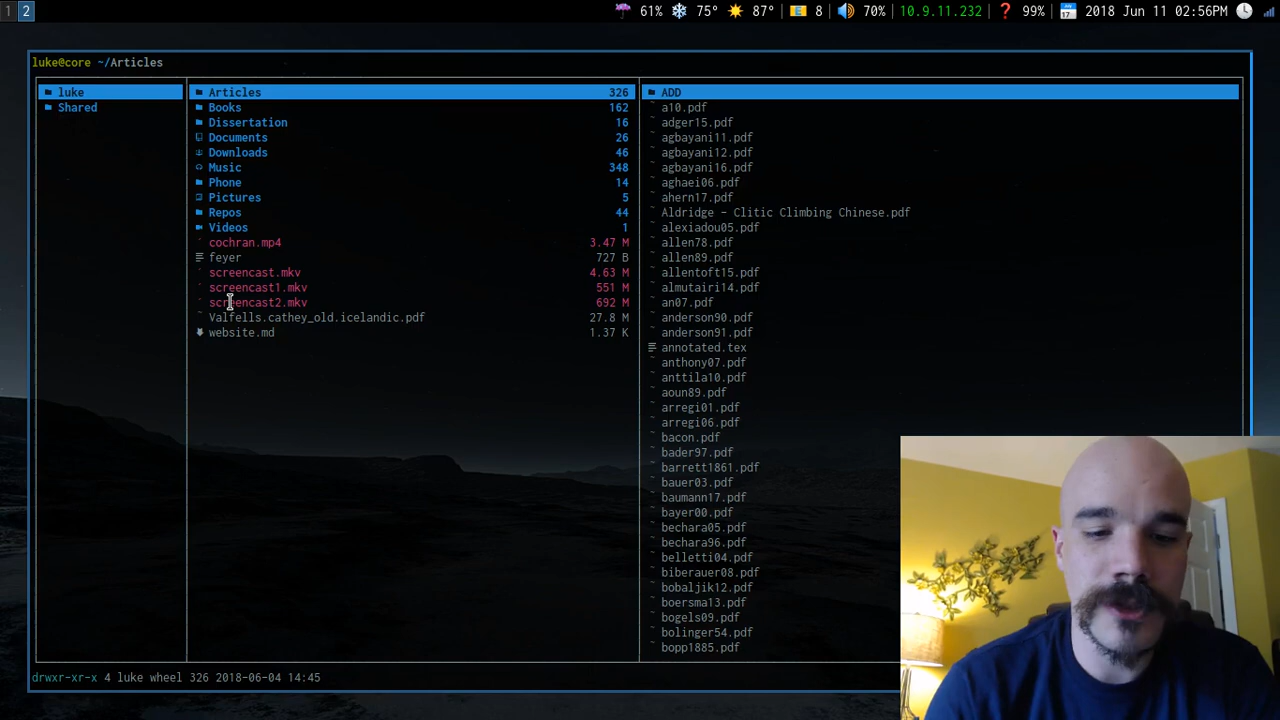 1 2 61% 75° 87° 8 70% 10.9.11.232 99% 2018 Jun 11 02:56PM
luke@core ~/Articles
luke
Shared
Articles 326
Books 162
Dissertation 16
Documents 26
Downloads 46
Music 348
Phone 14
Pictures 5
Repos 44
Videos 1
cochran.mp4 3.47 M
feyer 727 B
screencast.mkv 4.63 M
screencast1.mkv 551 M
screencast2.mkv 692 M
Valfells.cathey_old.icelandic.pdf 27.8 M
website.md 1.37 K
ADD
a10.pdf
adger15.pdf
agbayani11.pdf
agbayani12.pdf
agbayani16.pdf
aghaei06.pdf
ahern17.pdf
Aldridge - Clitic Climbing Chinese.pdf
alexiadou05.pdf
allen78.pdf
allen89.pdf
allentoft15.pdf
almutairi14.pdf
an07.pdf
anderson90.pdf
anderson91.pdf
annotated.tex
anthony07.pdf
anttila10.pdf
aoun89.pdf
arregi01.pdf
arregi06.pdf
bacon.pdf
bader97.pdf
barrett1861.pdf
bauer03.pdf
baumann17.pdf
bayer00.pdf
bechara05.pdf
bechara96.pdf
belletti04.pdf
biberauer08.pdf
bobaljik12.pdf
boersma13.pdf
bogels09.pdf
bolinger54.pdf
bopp1885.pdf
drwxr-xr-x 4 luke wheel 326 2018-06-04 14:45